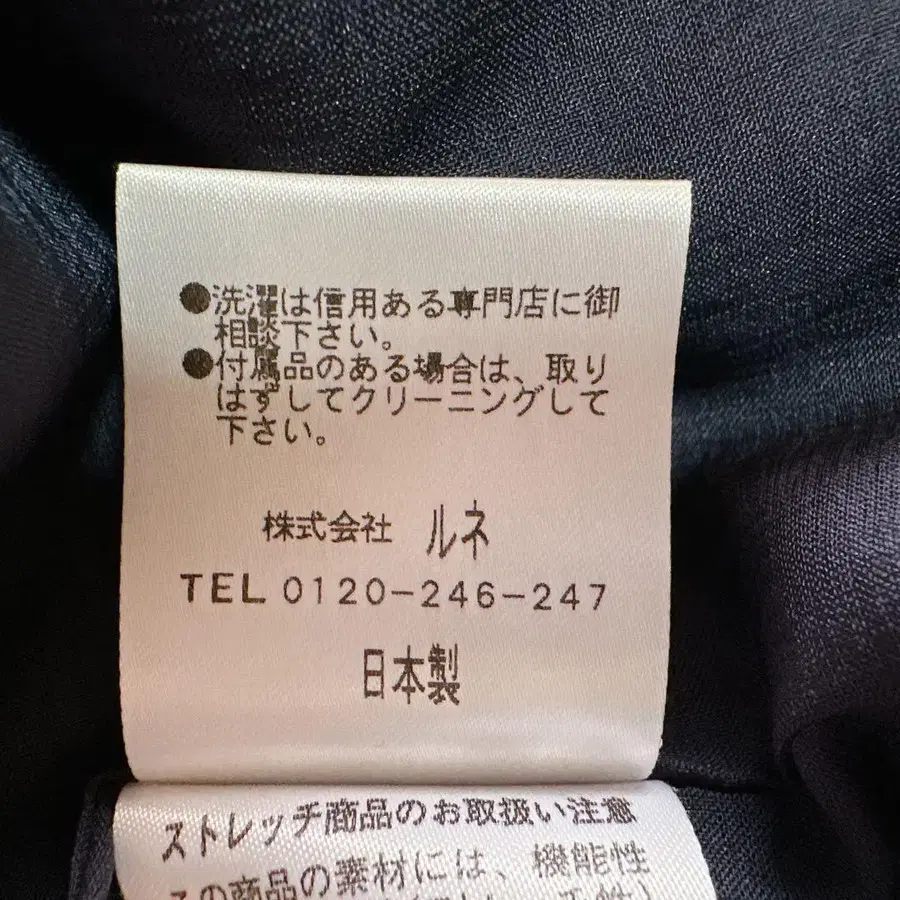 ●洗濯は信用ある専門店に御
相談下さい。
●付属品のある場合は、取り
はずしてクリーニングして
下さい。
株式会社 ルネ
TEL 0120-246-247
日本製
ストレッチ商品のお取扱い注意
この商品の素材には、機能性